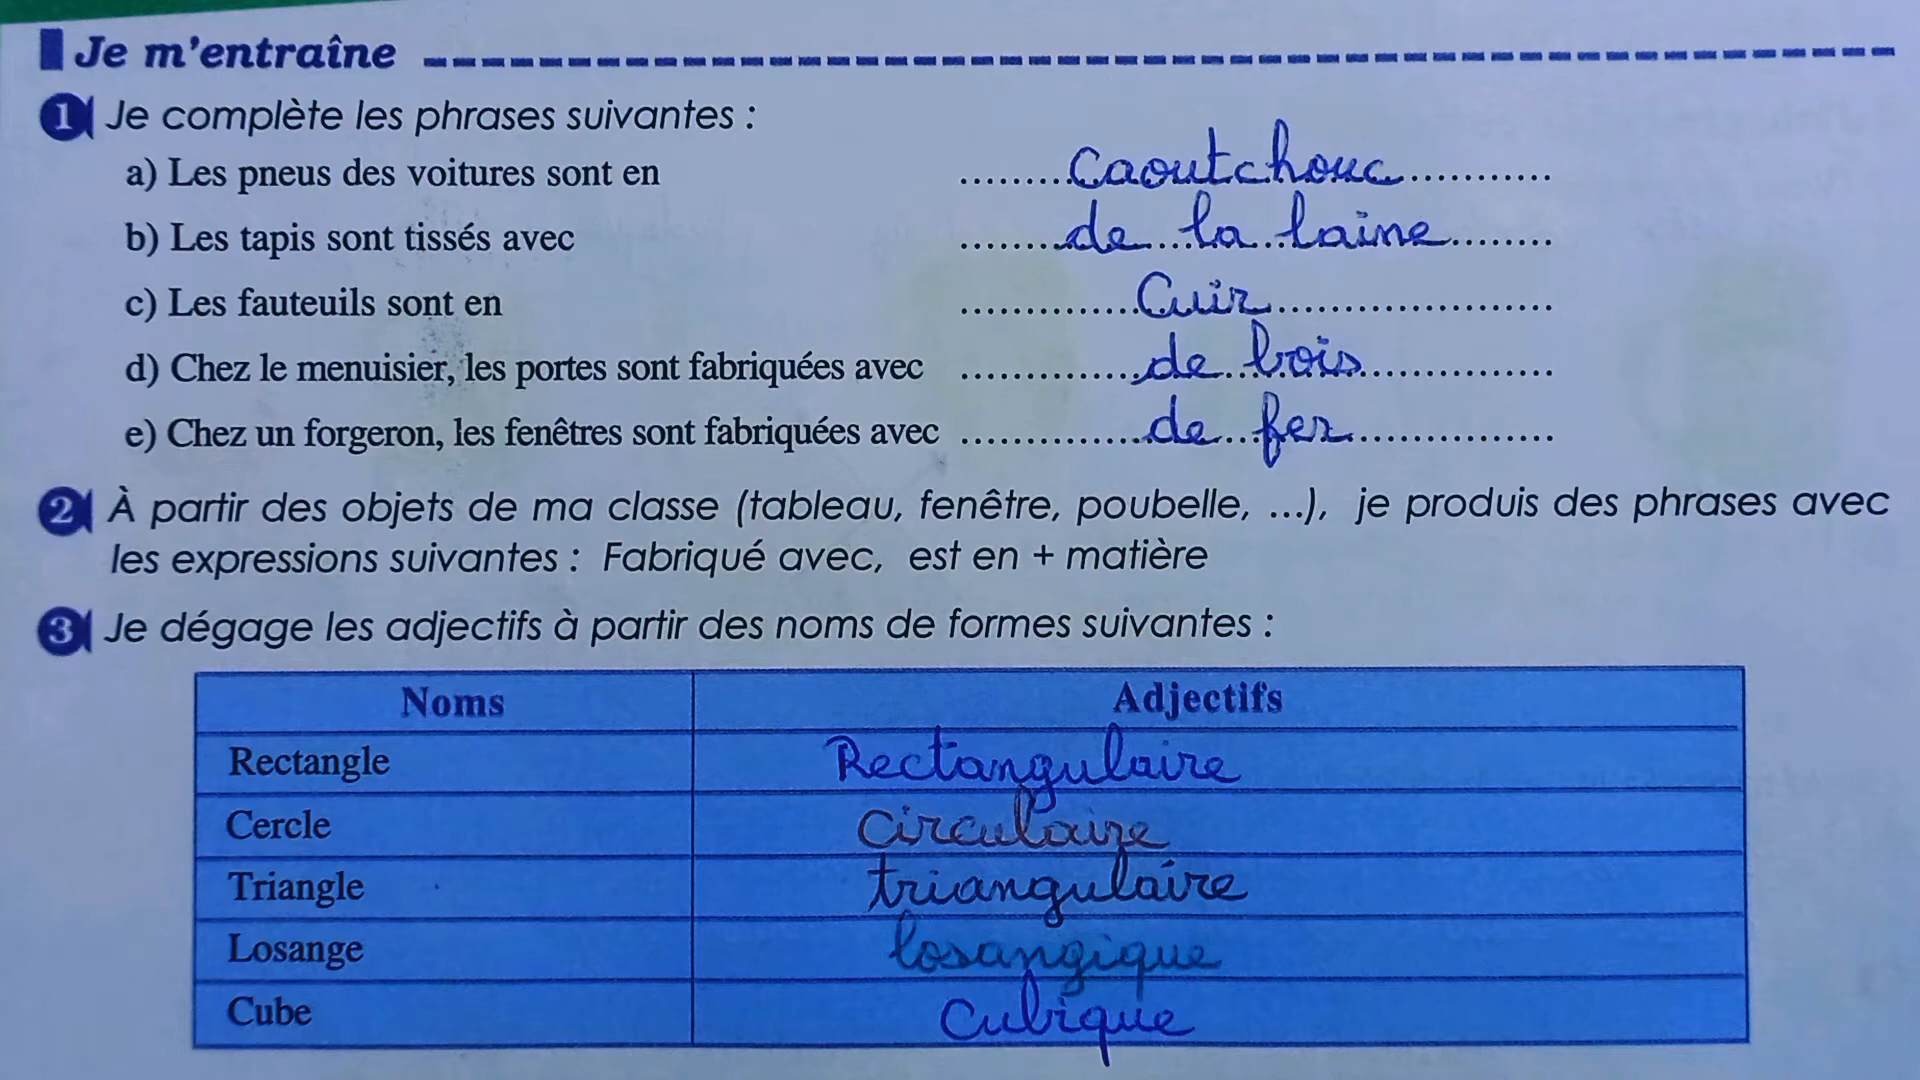 Je m'entraîne
1 Je complète les phrases suivantes :
a) Les pneus des voitures sont en ........Caoutchouc...........
b) Les tapis sont tissés avec ........de...la...laine........
c) Les fauteuils sont en .............Cuir.....................
d) Chez le menuisier, les portes sont fabriquées avec .............de...bois..............
e) Chez un forgeron, les fenêtres sont fabriquées avec .............de...fer...............
2 À partir des objets de ma classe (tableau, fenêtre, poubelle, ...), je produis des phrases avec
les expressions suivantes : Fabriqué avec, est en + matière
3 Je dégage les adjectifs à partir des noms de formes suivantes :
Noms Adjectifs
Rectangle Rectangulaire
Cercle Circulaire
Triangle triangulaire
Losange losangique
Cube Cubique